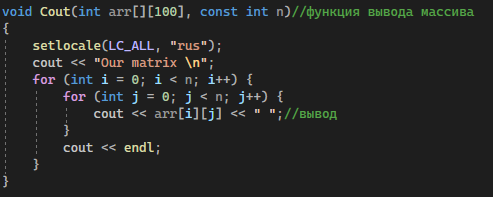 void Cout(int arr[][100], const int n)//функция вывода массива
{
setlocale(LC_ALL, "rus");
cout << "Our matrix \n";
for (int i = 0; i < n; i++) {
for (int j = 0; j < n; j++) {
cout << arr[i][j] << " ";//вывод
}
cout << endl;
}
}